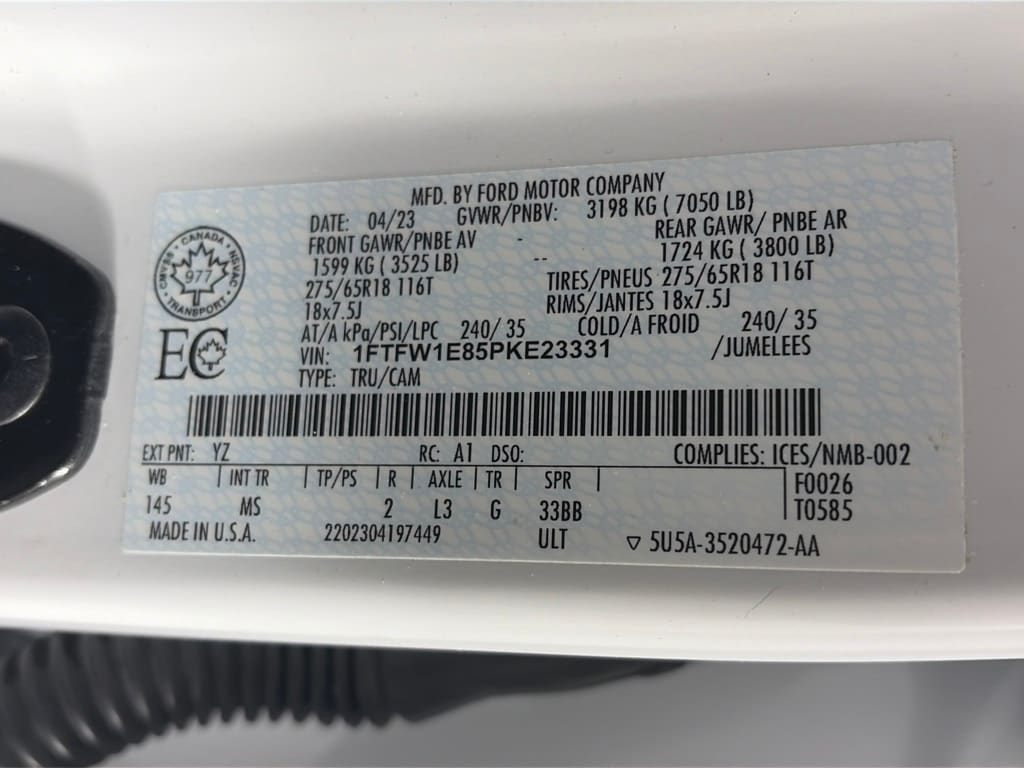 MFD. BY FORD MOTOR COMPANY
DATE: 04/23 GVWR/PNBV: 3198 KG ( 7050 LB)
FRONT GAWR/PNBE AV - REAR GAWR/ PNBE AR
1599 KG ( 3525 LB) -- 1724 KG ( 3800 LB)
275/65R18 116T TIRES/PNEUS 275/65R18 116T
18x7.5J RIMS/JANTES 18x7.5J
AT/A kPa/PSI/LPC 240/ 35 COLD/A FROID 240/ 35
VIN: 1FTFW1E85PKE23331 /JUMELEES
TYPE: TRU/CAM
CANADA
CMVSS NSVAC
977
TRANSPORT
EC
EXT PNT: YZ RC: A1 DSO: COMPLIES: ICES/NMB-002
WB | INT TR | TP/PS | R | AXLE | TR | SPR | F0026
145 MS 2 L3 G 33BB T0585
MADE IN U.S.A. 2202304197449 ULT ▽ 5U5A-3520472-AA